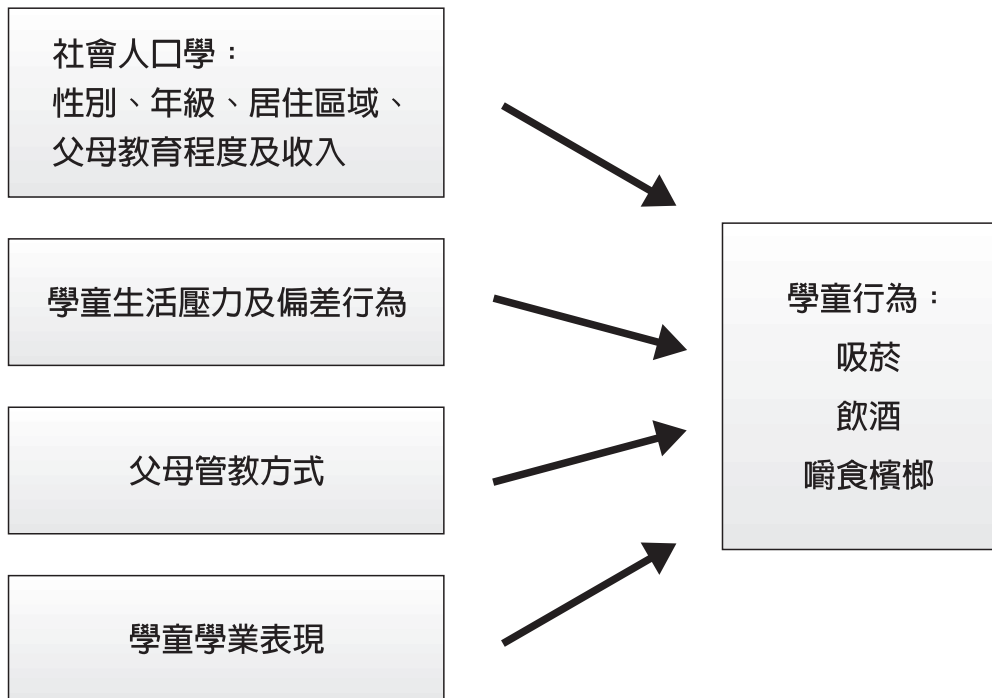 社會人口學：
性別、年級、居住區域、
父母教育程度及收入
學童生活壓力及偏差行為
父母管教方式
學童學業表現
學童行為：
吸菸
飲酒
嚼食檳榔